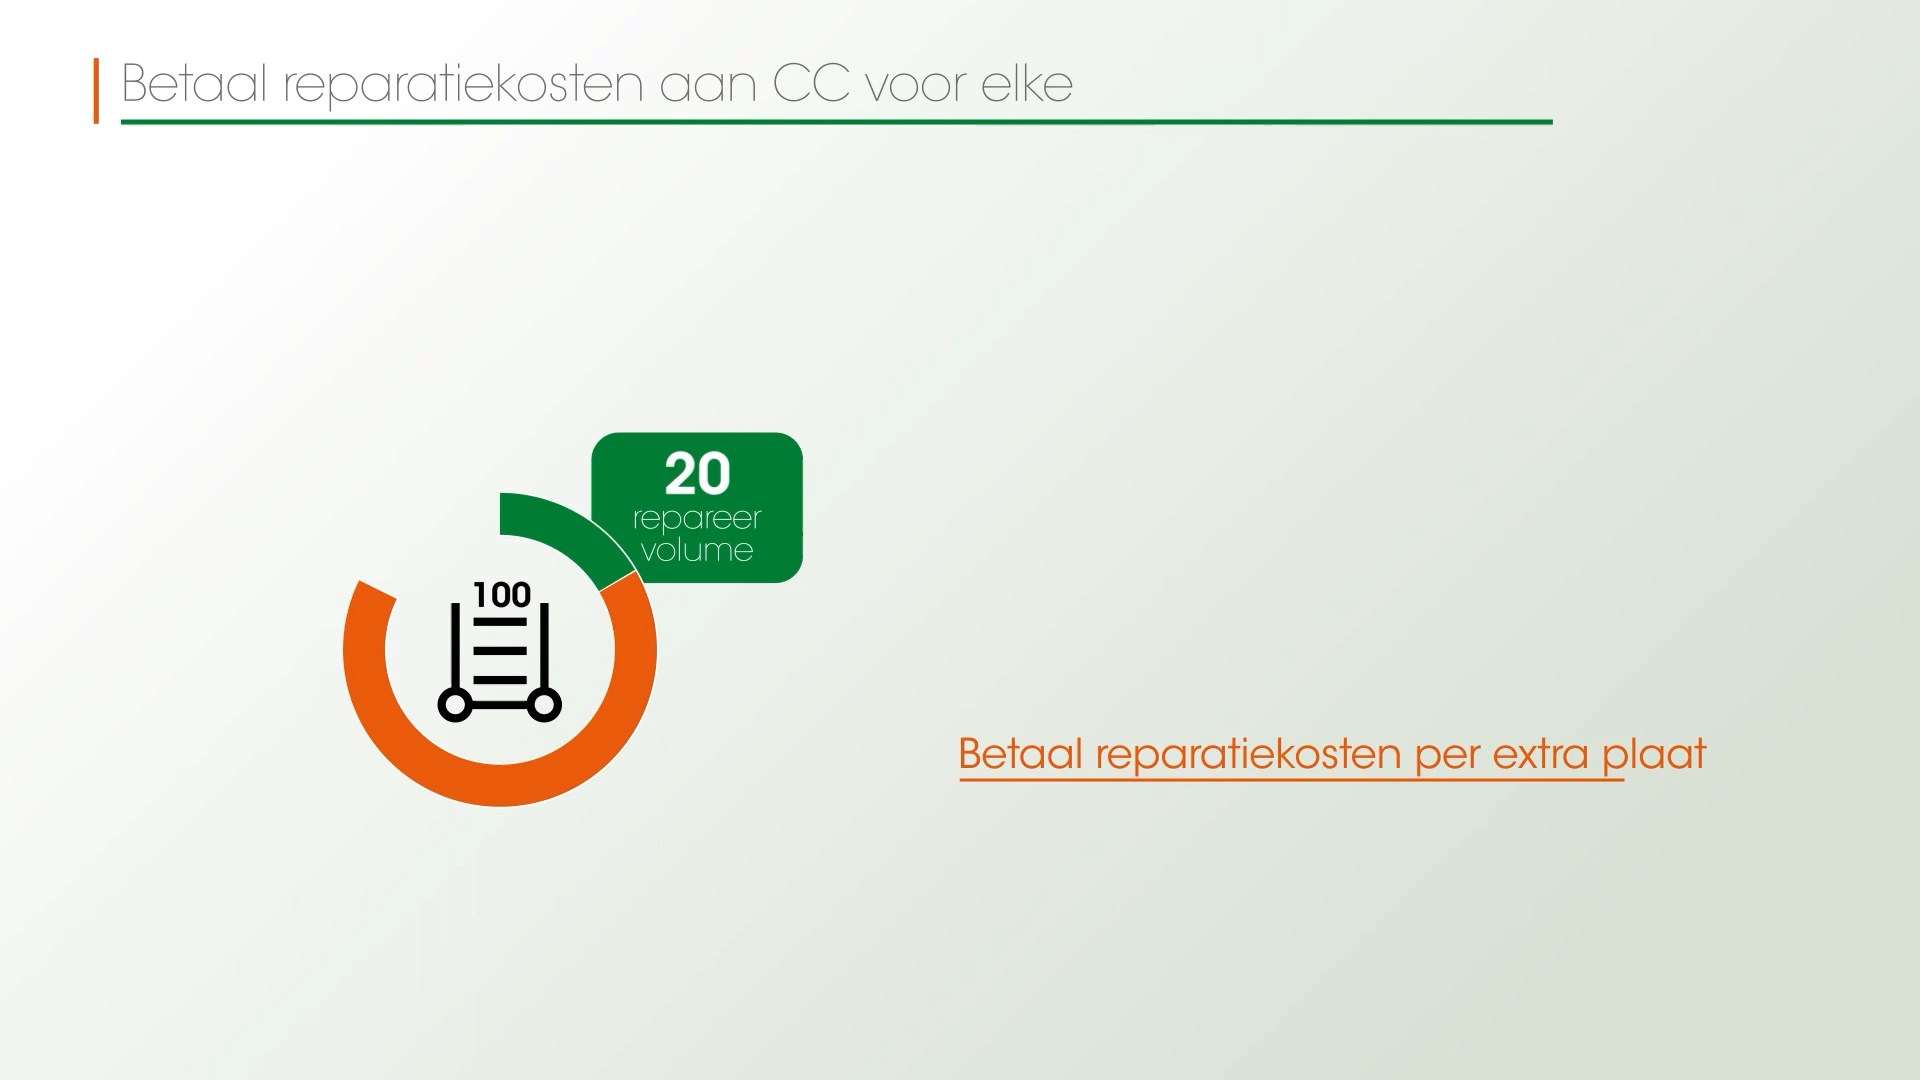 Betaal reparatiekosten aan CC voor elke
20
repareer
volume
100
Betaal reparatiekosten per extra plaat